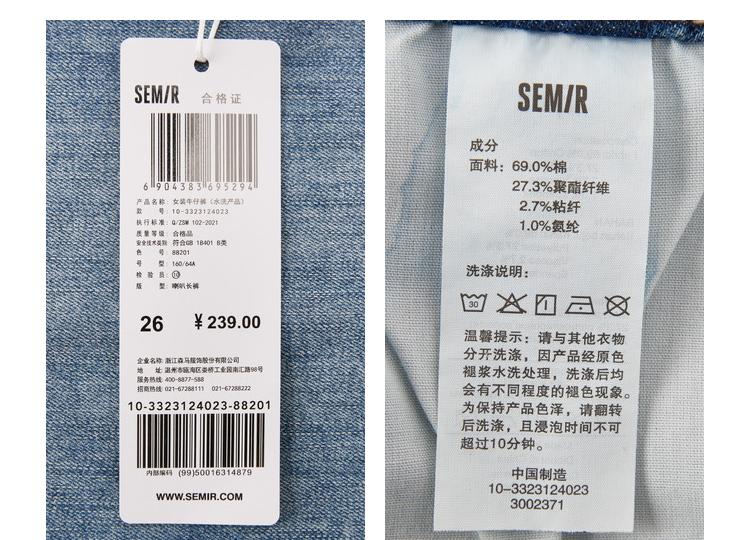 SEM/R 合格证
6 904383 695294
产品名称: 女装牛仔裤（水洗产品）
款 号: 10-3323124023
执行标准: Q/ZSM 102-2021
质量等级: 合格品
安全技术类别 符合GB 18401 B类
色 号: 88201
号 型: 160/64A
检 验 员: ⑩
版 型: 喇叭长裤
26 ¥ 239.00
企业名称: 浙江森马服饰股份有限公司
地 址: 温州市瓯海区娄桥工业园南汇路98号
服务热线: 400-8877-588
招商热线: 021-67288111 021-67288222
10-3323124023-88201
内部编码 (99)50016314879
WWW.SEMIR.COM
SEM/R
成分
面料: 69.0%棉
27.3%聚酯纤维
2.7%粘纤
1.0%氨纶
洗涤说明:
30
温馨提示: 请与其他衣物
分开洗涤, 因产品经原色
褪浆水洗处理, 洗涤后均
会有不同程度的褪色现象。
为保持产品色泽, 请翻转
后洗涤, 且浸泡时间不可
超过10分钟。
中国制造
10-3323124023
3002371